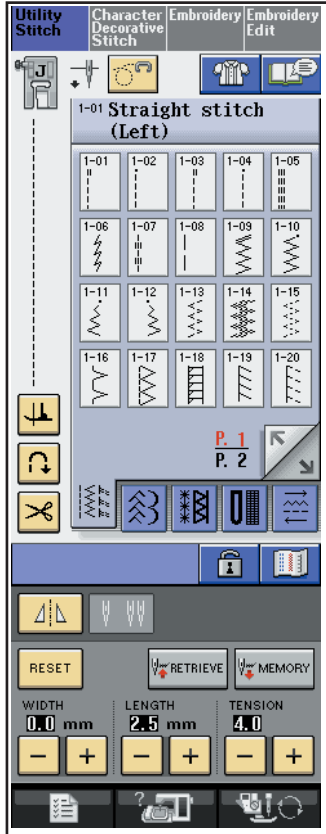 Utility Stitch
Character Decorative Stitch
Embroidery
Embroidery Edit
J
1-01 Straight stitch
(Left)
1-01 1-02 1-03 1-04 1-05
1-06 1-07 1-08 1-09 1-10
1-11 1-12 1-13 1-14 1-15
1-16 1-17 1-18 1-19 1-20
P. 1
P. 2
RESET RETRIEVE MEMORY
WIDTH LENGTH TENSION
0.0 mm 2.5 mm 4.0
− + − + − +
?